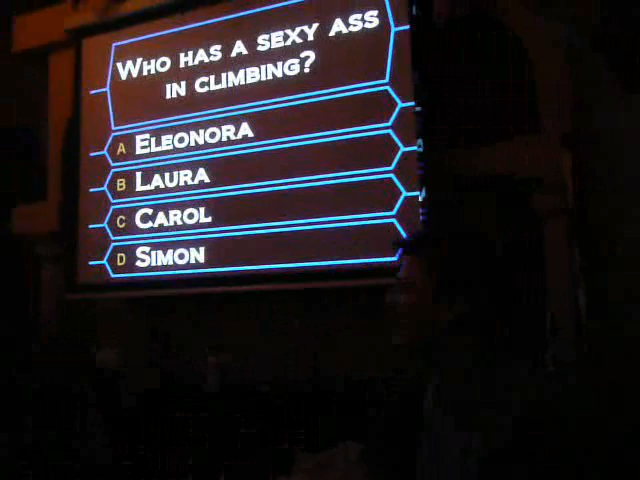 WHO HAS A SEXY ASS
IN CLIMBING?
A ELEONORA
B LAURA
C CAROL
D SIMON